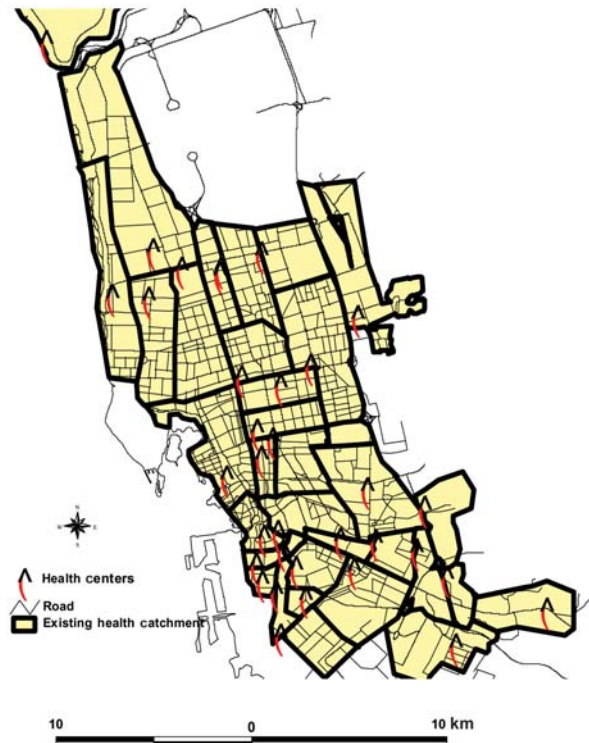 N
W E
S
Health centers
Road
Existing health catchment
10 0 10 km